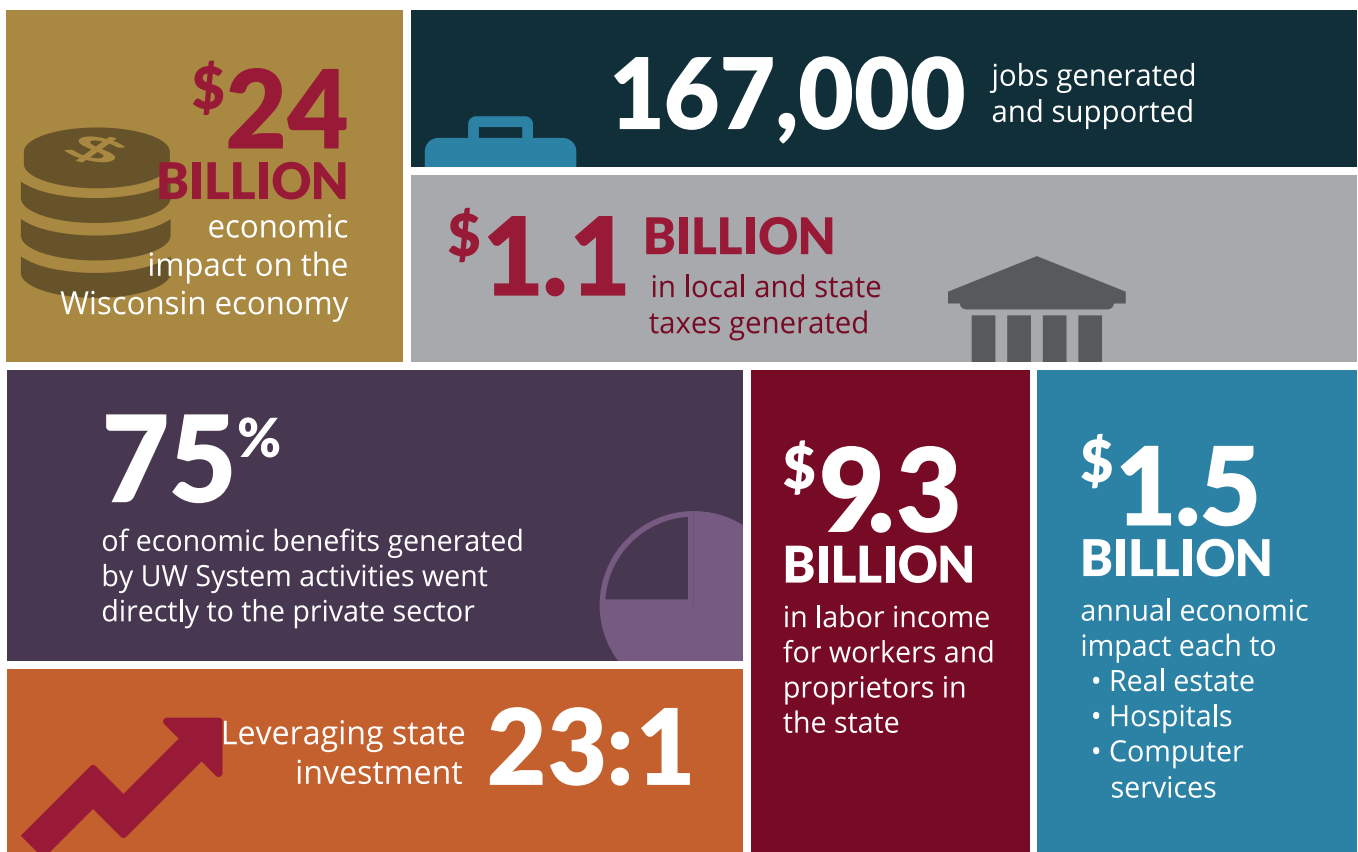 $24
BILLION
economic
impact on the
Wisconsin economy
167,000
jobs generated
and supported
$1.1 BILLION
in local and state
taxes generated
75%
of economic benefits generated
by UW System activities went
directly to the private sector
Leveraging state
investment
23:1
$9.3
BILLION
in labor income
for workers and
proprietors in
the state
$1.5
BILLION
annual economic
impact each to
• Real estate
• Hospitals
• Computer
services